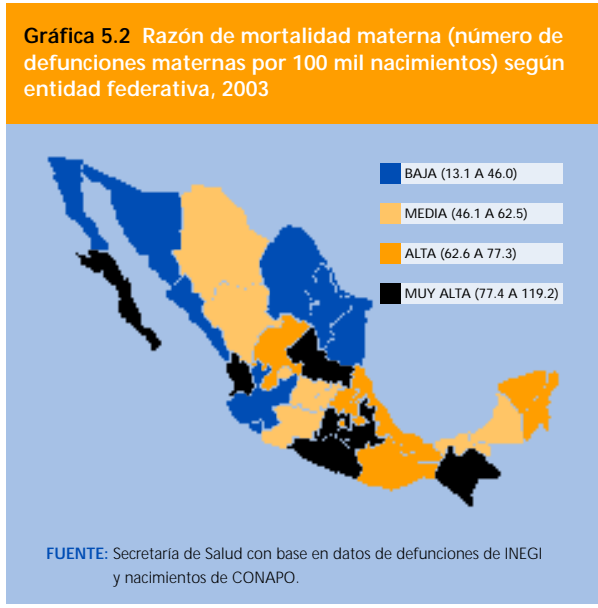 Gráfica 5.2 Razón de mortalidad materna (número de
defunciones maternas por 100 mil nacimientos) según
entidad federativa, 2003
BAJA (13.1 A 46.0)
MEDIA (46.1 A 62.5)
ALTA (62.6 A 77.3)
MUY ALTA (77.4 A 119.2)
FUENTE: Secretaría de Salud con base en datos de defunciones de INEGI
y nacimientos de CONAPO.